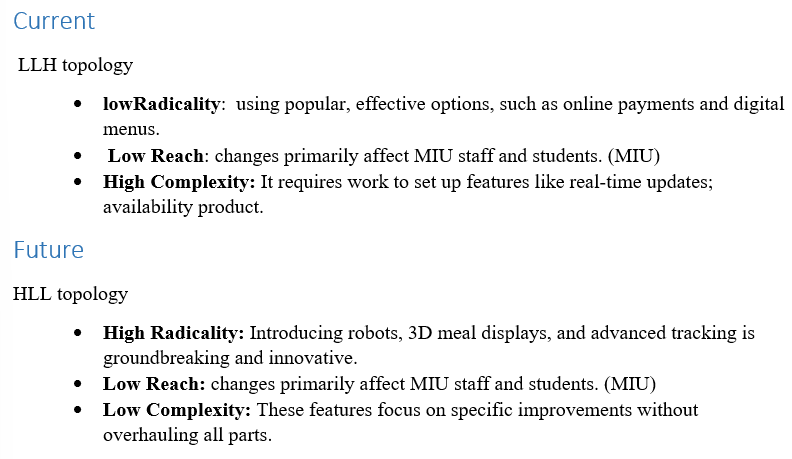 Current
LLH topology
• lowRadicality:  using popular, effective options, such as online payments and digital
menus.
• Low Reach: changes primarily affect MIU staff and students. (MIU)
• High Complexity: It requires work to set up features like real-time updates;
availability product.
Future
HLL topology
• High Radicality: Introducing robots, 3D meal displays, and advanced tracking is
groundbreaking and innovative.
• Low Reach: changes primarily affect MIU staff and students. (MIU)
• Low Complexity: These features focus on specific improvements without
overhauling all parts.